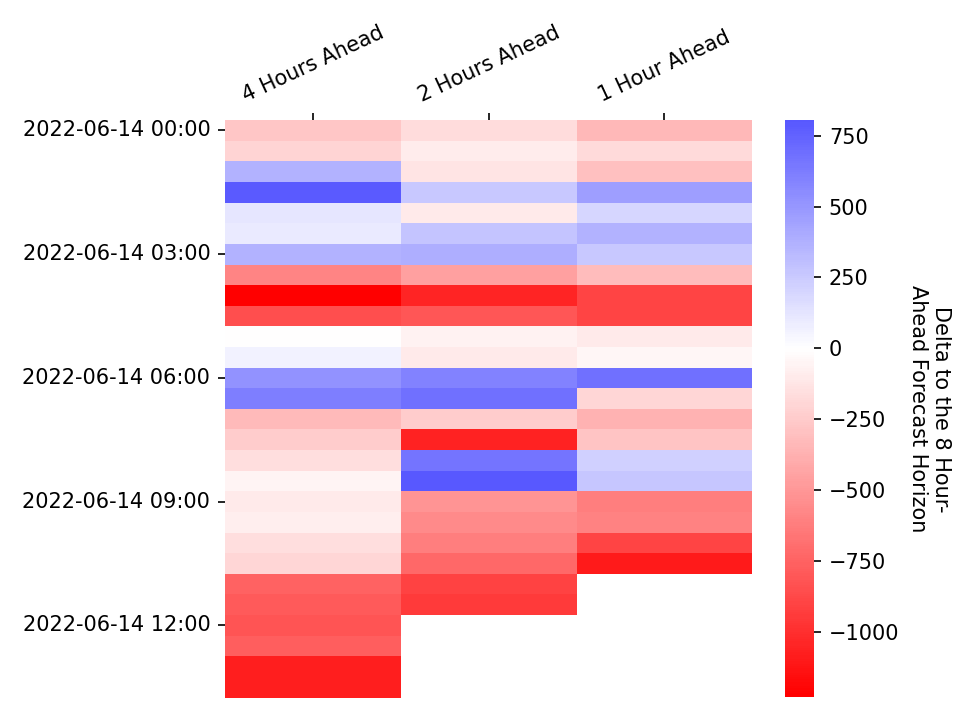 4 Hours Ahead
2 Hours Ahead
1 Hour Ahead
2022-06-14 00:00
2022-06-14 03:00
2022-06-14 06:00
2022-06-14 09:00
2022-06-14 12:00
750
500
250
0
−250
−500
−750
−1000
Delta to the 8 Hour-
Ahead Forecast Horizon